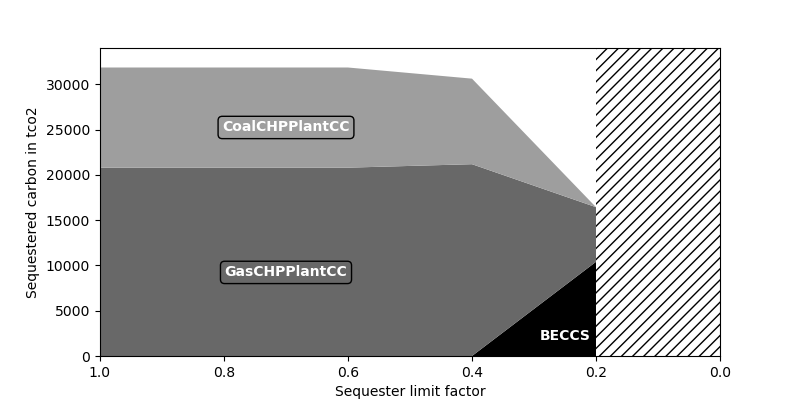 30000
25000
20000
15000
10000
5000
0
Sequestered carbon in tco2
CoalCHPPlantCC
GasCHPPlantCC
BECCS
1.0 0.8 0.6 0.4 0.2 0.0
Sequester limit factor